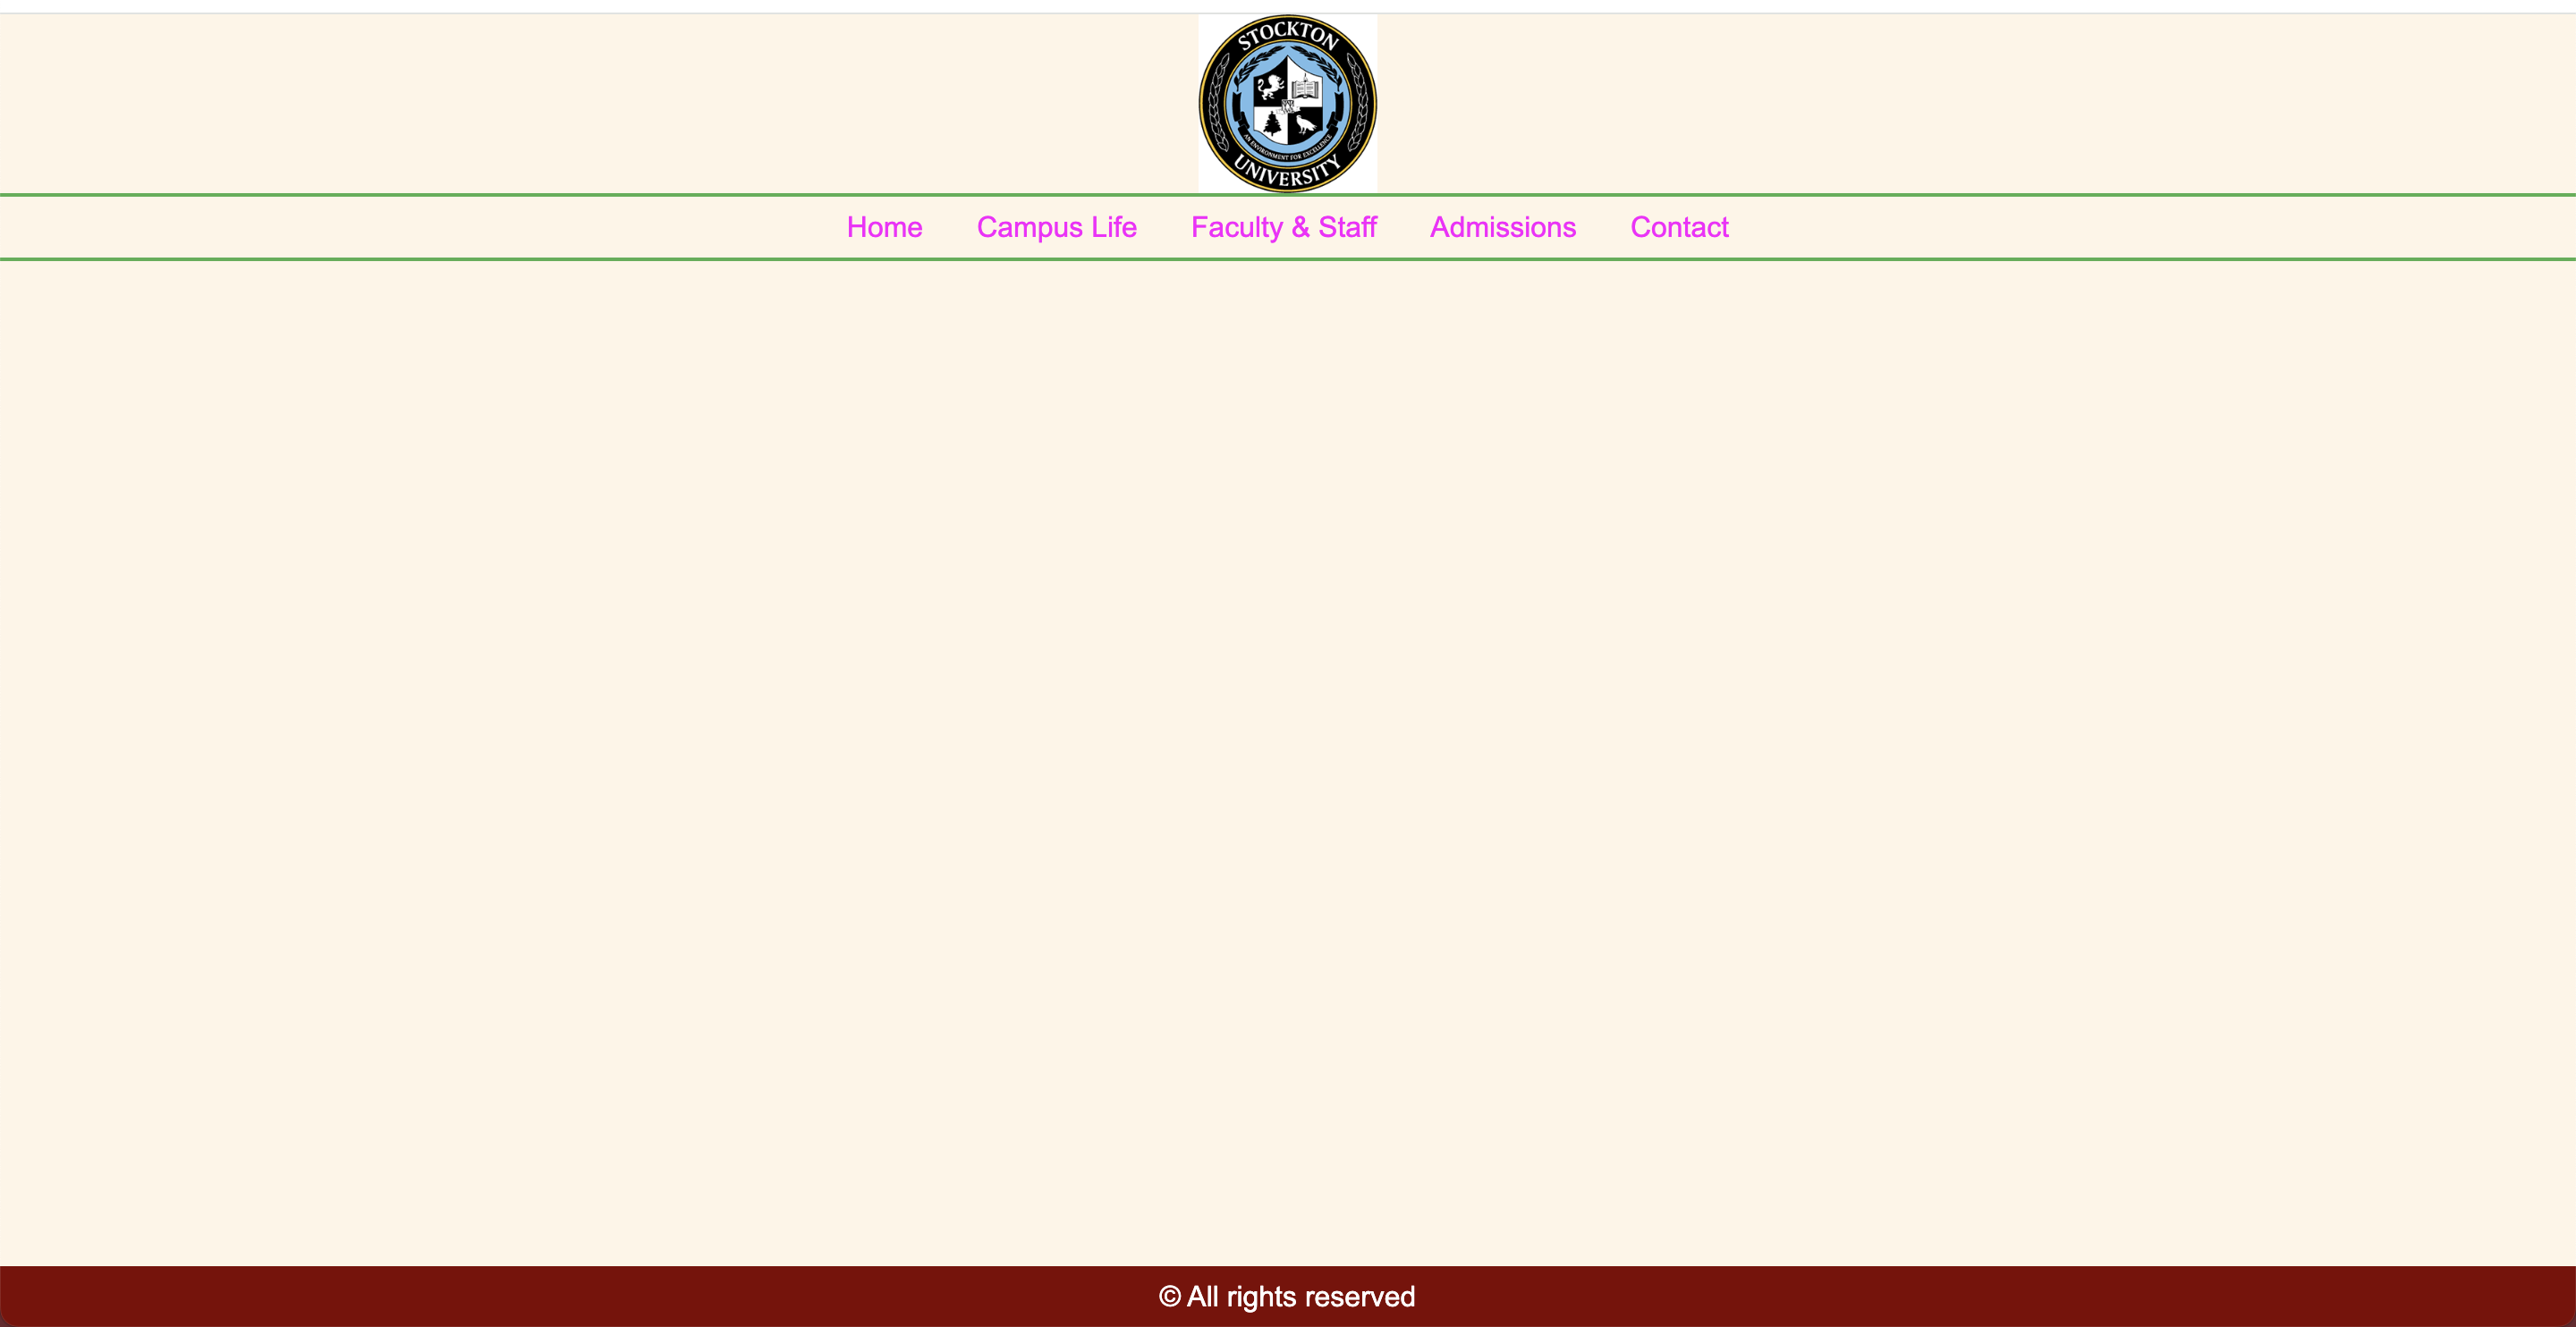 STOCKTON
AN ENVIRONMENT FOR EXCELLENCE
UNIVERSITY
Home Campus Life Faculty & Staff Admissions Contact
© All rights reserved